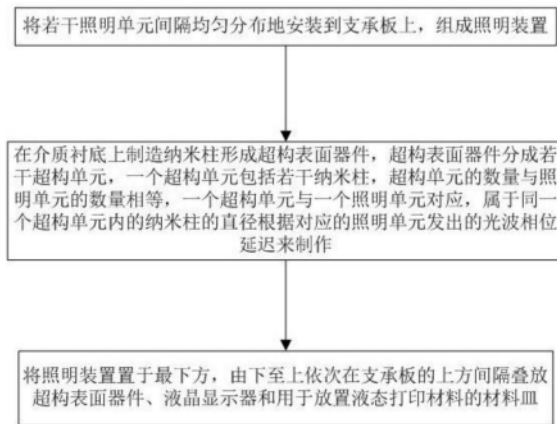 将若干照明单元间隔均匀分布地安装到支承板上，组成照明装置
在介质衬底上制造纳米柱形成超构表面器件，超构表面器件分成若
干超构单元，一个超构单元包括若干纳米柱，超构单元的数量与照
明单元的数量相等，一个超构单元与一个照明单元对应，属于同一
个超构单元内的纳米柱的直径根据对应的照明单元发出的光波相位
延迟来制作
将照明装置置于最下方，由下至上依次在支承板的上方间隔叠放
超构表面器件、液晶显示器和用于放置液态打印材料的材料皿